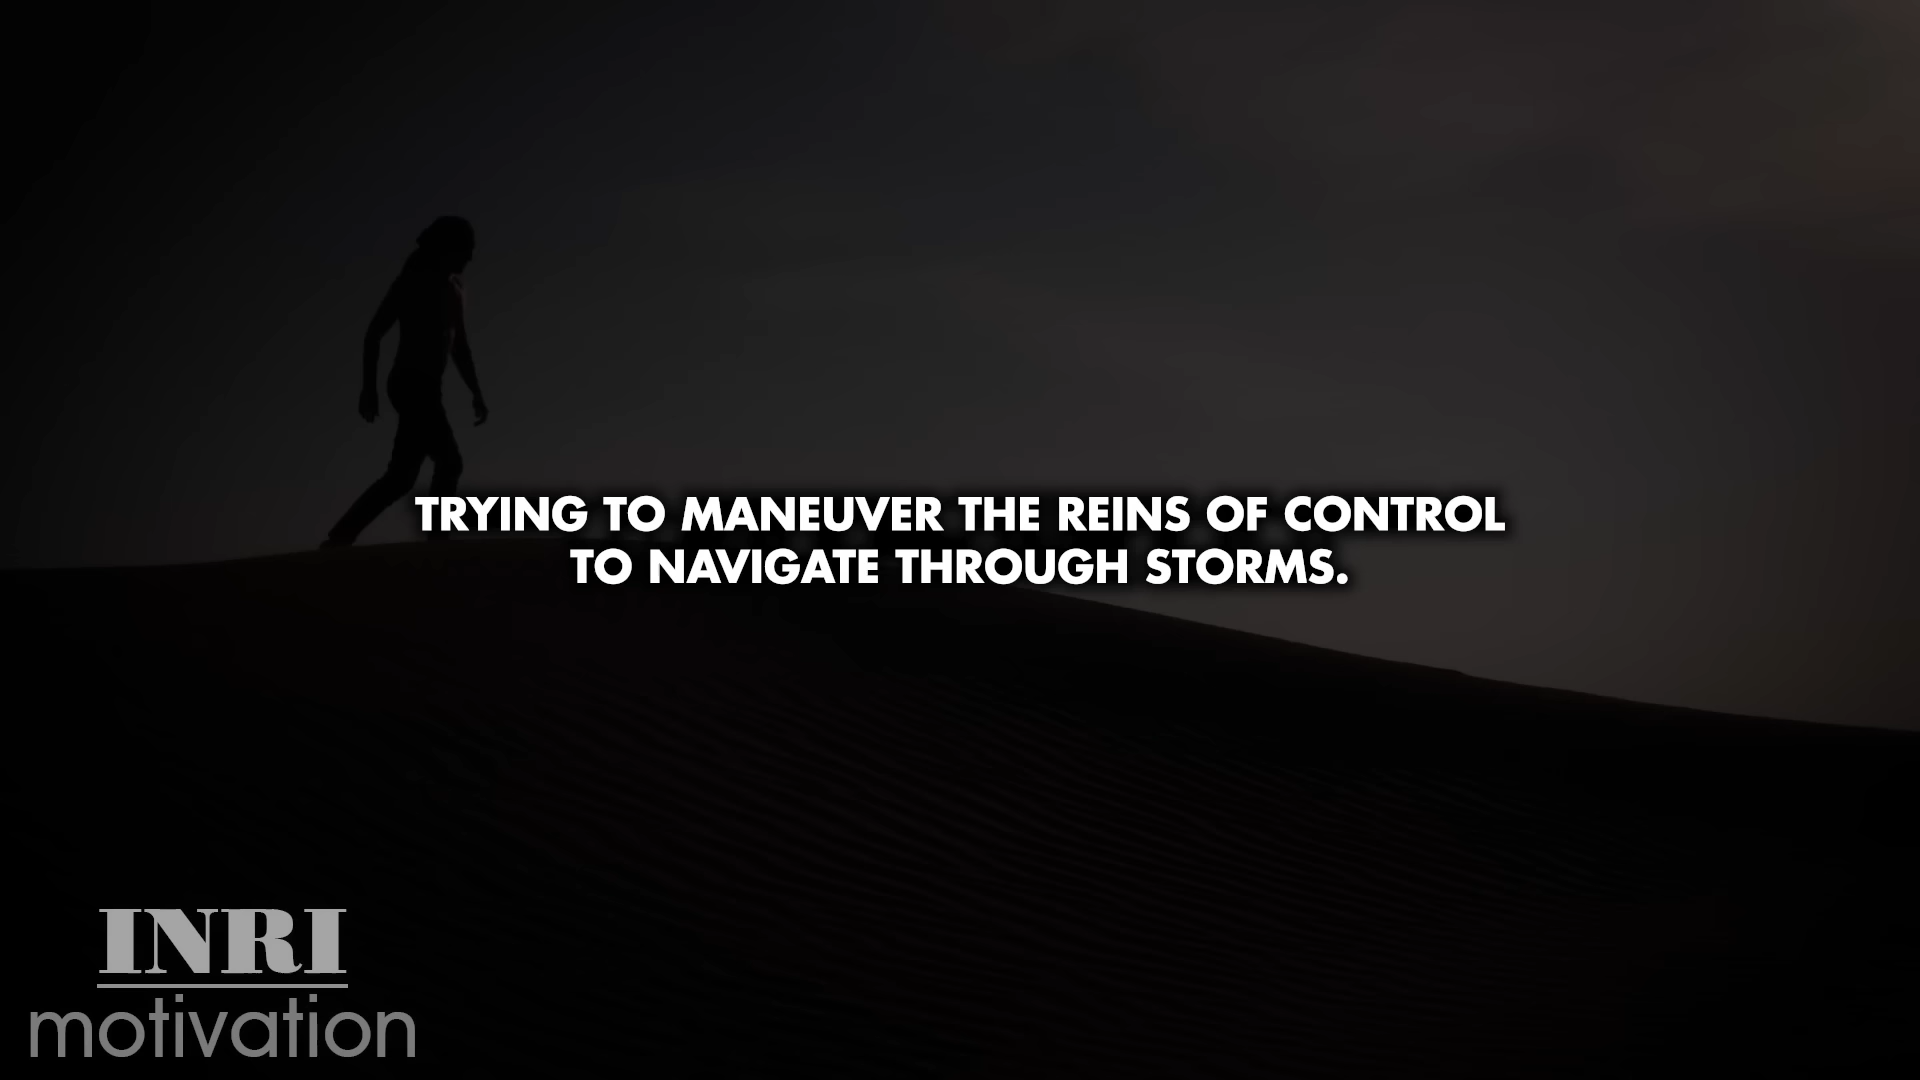 TRYING TO MANEUVER THE REINS OF CONTROL
TO NAVIGATE THROUGH STORMS.
INRI
motivation